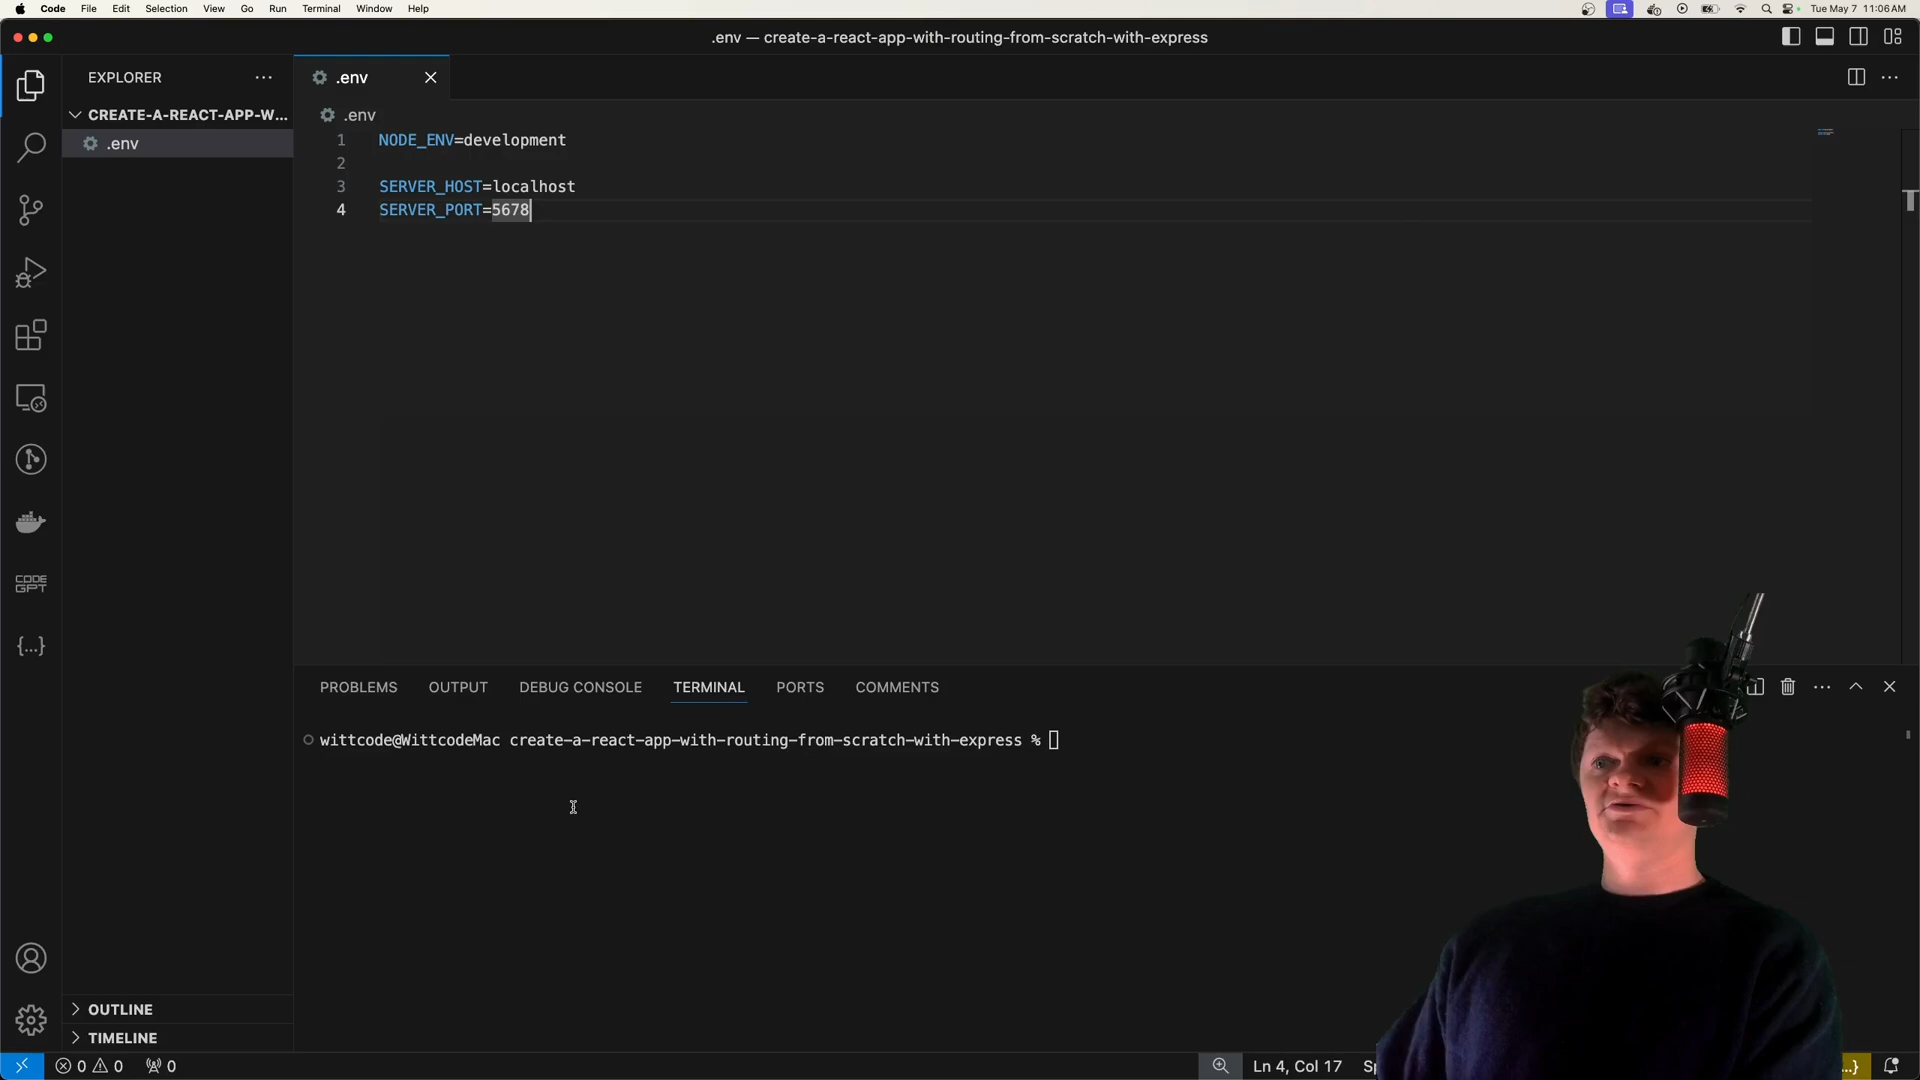 Code File Edit Selection View Go Run Terminal Window Help Tue May 7 11:06 AM
.env — create-a-react-app-with-routing-from-scratch-with-express
EXPLORER
.env
CREATE-A-REACT-APP-W...
.env
.env
1 NODE_ENV=development
2
3 SERVER_HOST=localhost
4 SERVER_PORT=5678
CODE GPT
{...}
PROBLEMS OUTPUT DEBUG CONSOLE TERMINAL PORTS COMMENTS
wittcode@WittcodeMac create-a-react-app-with-routing-from-scratch-with-express %
OUTLINE
TIMELINE
0 0 0 Ln 4, Col 17